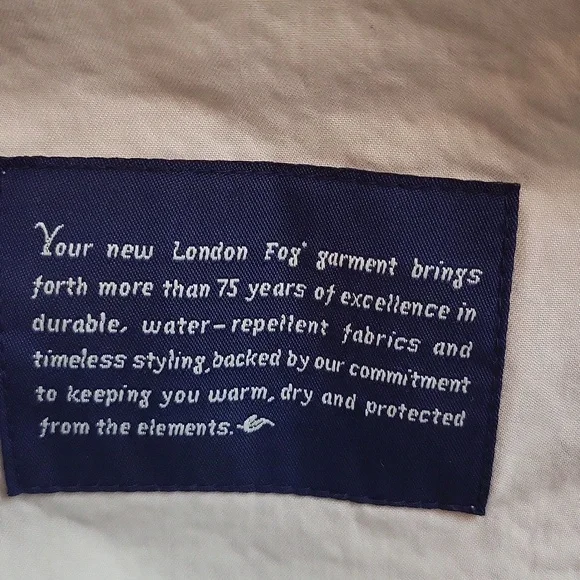 Your new London Fog® garment brings
forth more than 75 years of excellence in
durable, water-repellent fabrics and
timeless styling, backed by our commitment
to keeping you warm, dry and protected
from the elements.